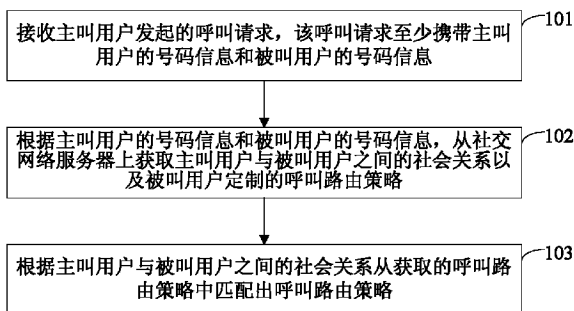 接收主叫用户发起的呼叫请求，该呼叫请求至少携带主叫
用户的号码信息和被叫用户的号码信息
101
根据主叫用户的号码信息和被叫用户的号码信息，从社交
网络服务器上获取主叫用户与被叫用户之间的社会关系以
及被叫用户定制的呼叫路由策略
102
根据主叫用户与被叫用户之间的社会关系从获取的呼叫路
由策略中匹配出呼叫路由策略
103